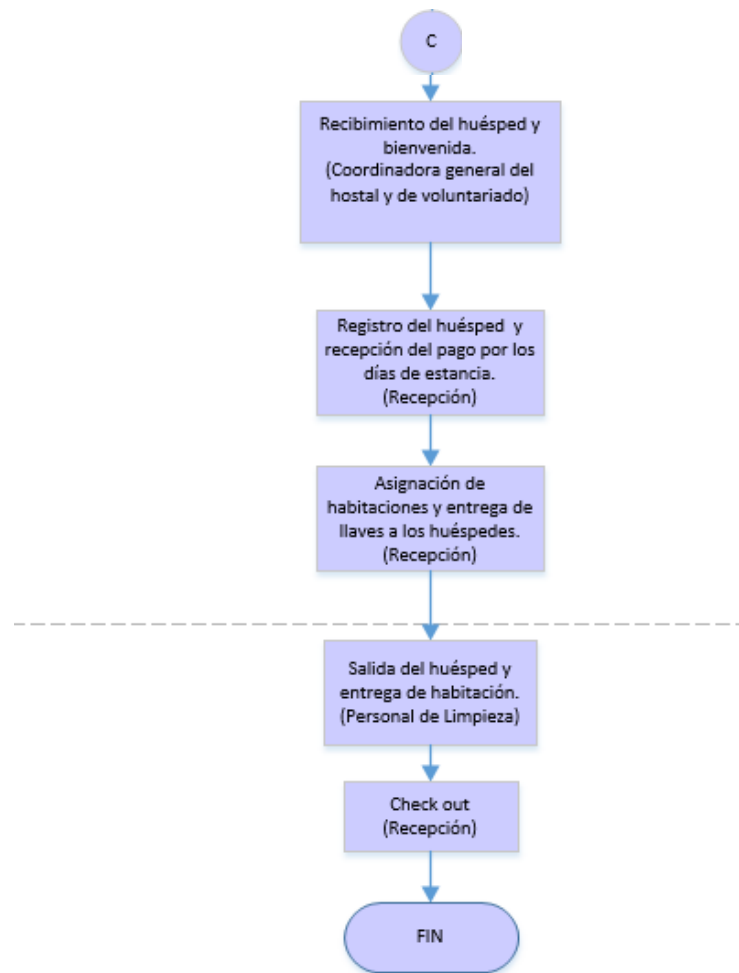 C
Recibimiento del huésped y
bienvenida.
(Coordinadora general del
hostal y de voluntariado)
Registro del huésped y
recepción del pago por los
días de estancia.
(Recepción)
Asignación de
habitaciones y entrega de
llaves a los huéspedes.
(Recepción)
Salida del huésped y
entrega de habitación.
(Personal de Limpieza)
Check out
(Recepción)
FIN